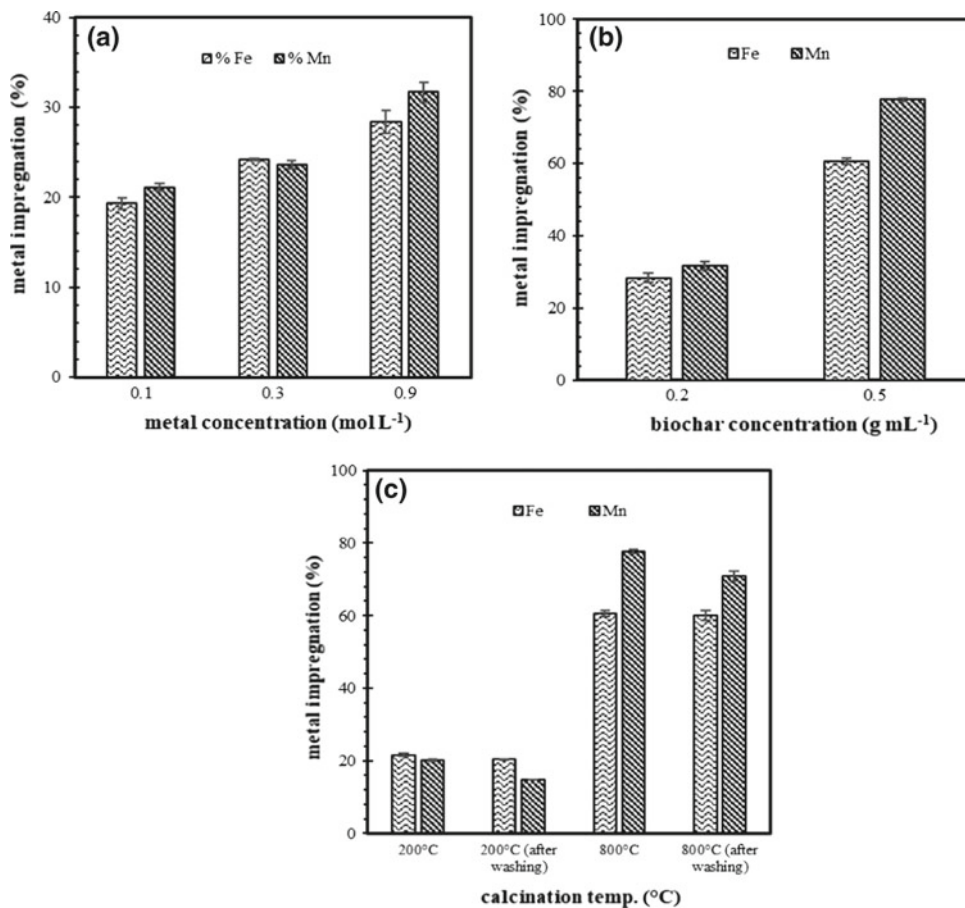 (a)
% Fe % Mn
metal impregnation (%)
40
30
20
10
0
0.1 0.3 0.9
metal concentration (mol L⁻¹)
(b)
Fe Mn
metal impregnation (%)
100
80
60
40
20
0
0.2 0.5
biochar concentration (g mL⁻¹)
(c)
Fe Mn
metal impregnation (%)
100
80
60
40
20
0
200°C 200°C (after washing) 800°C 800°C (after washing)
calcination temp. (°C)